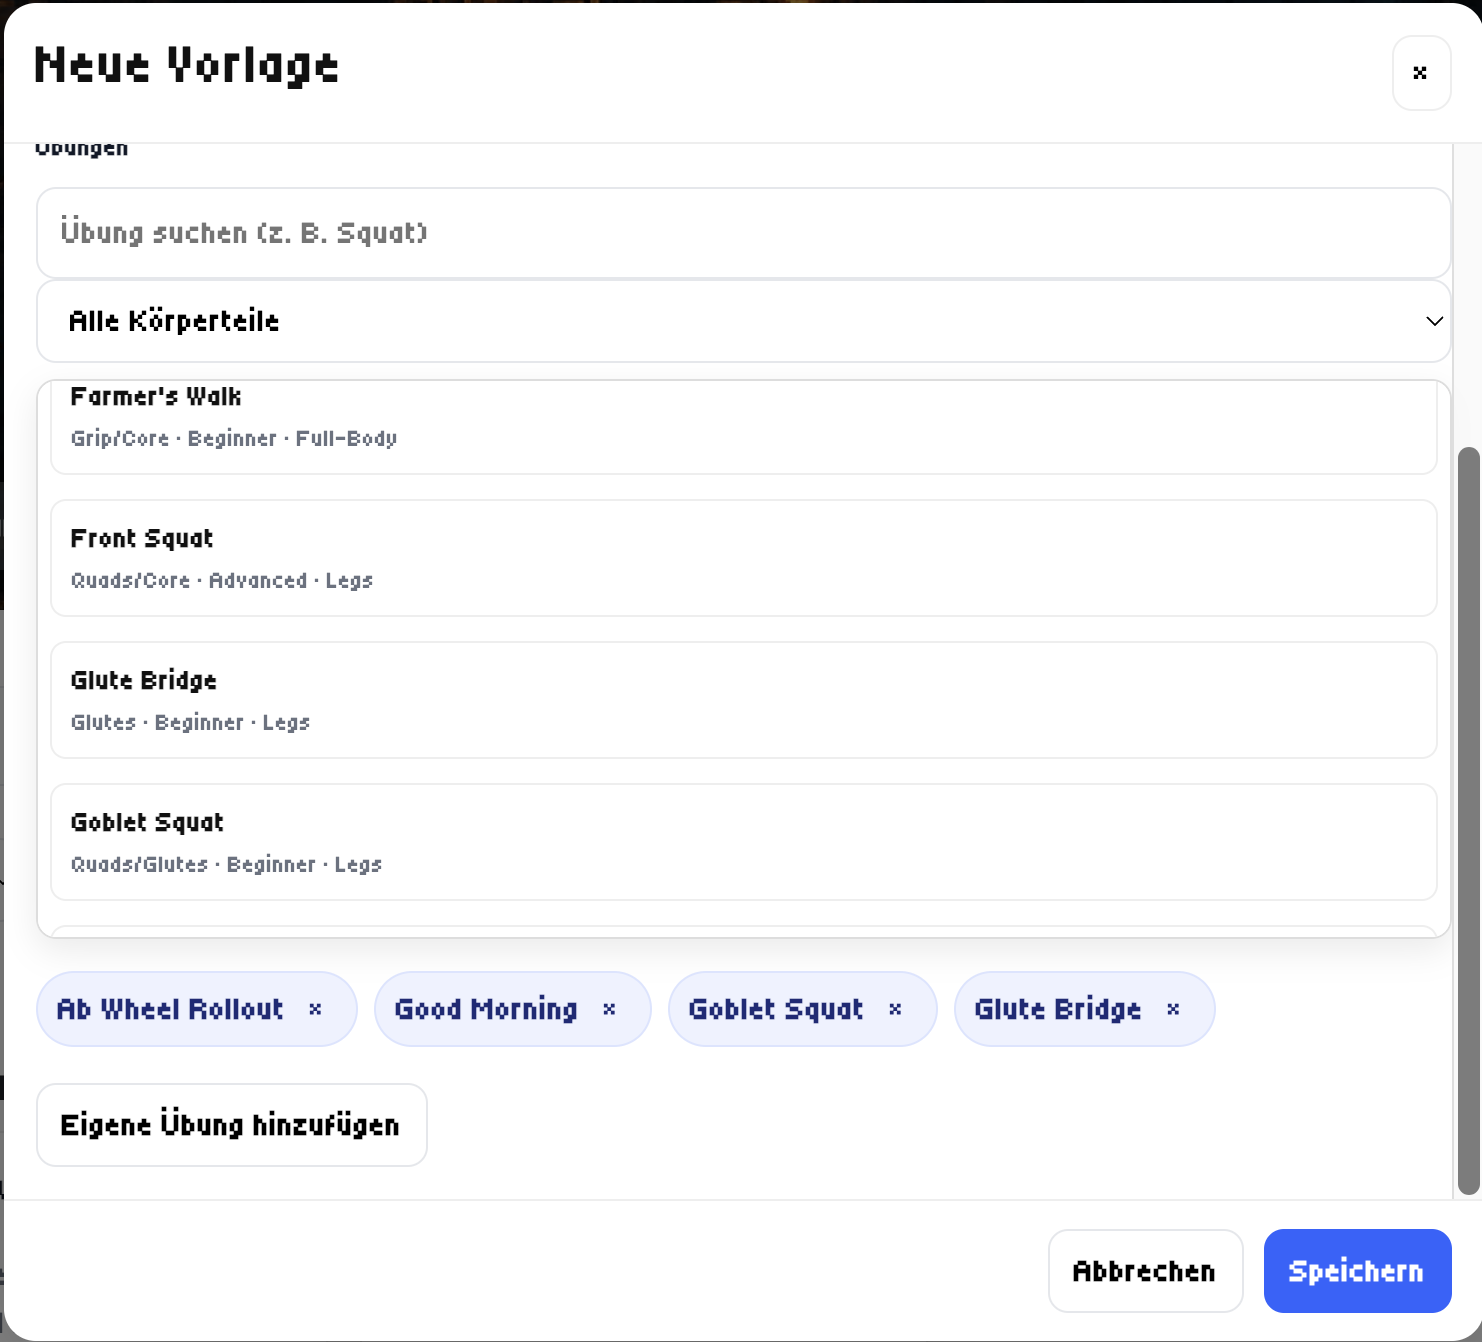 Neue Vorlage
×
Übungen
Übung suchen (z. B. Squat)
Alle Körperteile
Farmer's Walk
Grip/Core · Beginner · Full-Body
Front Squat
Quads/Core · Advanced · Legs
Glute Bridge
Glutes · Beginner · Legs
Goblet Squat
Quads/Glutes · Beginner · Legs
Ab Wheel Rollout × Good Morning × Goblet Squat × Glute Bridge ×
Eigene Übung hinzufügen
Abbrechen Speichern